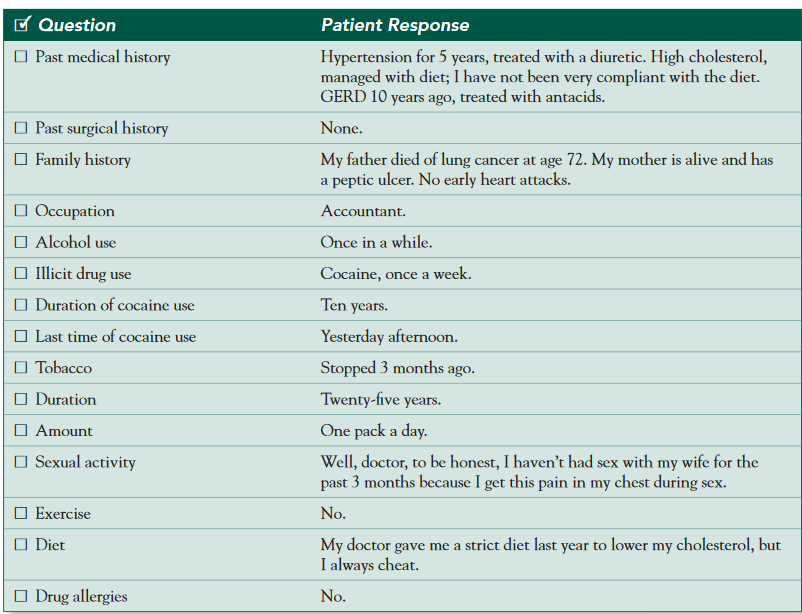 ☑ Question Patient Response
☐ Past medical history Hypertension for 5 years, treated with a diuretic. High cholesterol,
managed with diet; I have not been very compliant with the diet.
GERD 10 years ago, treated with antacids.
☐ Past surgical history None.
☐ Family history My father died of lung cancer at age 72. My mother is alive and has
a peptic ulcer. No early heart attacks.
☐ Occupation Accountant.
☐ Alcohol use Once in a while.
☐ Illicit drug use Cocaine, once a week.
☐ Duration of cocaine use Ten years.
☐ Last time of cocaine use Yesterday afternoon.
☐ Tobacco Stopped 3 months ago.
☐ Duration Twenty-five years.
☐ Amount One pack a day.
☐ Sexual activity Well, doctor, to be honest, I haven’t had sex with my wife for the
past 3 months because I get this pain in my chest during sex.
☐ Exercise No.
☐ Diet My doctor gave me a strict diet last year to lower my cholesterol, but
I always cheat.
☐ Drug allergies No.